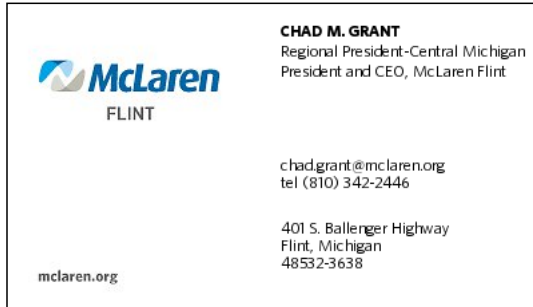 McLaren
FLINT
mclaren.org
CHAD M. GRANT
Regional President-Central Michigan
President and CEO, McLaren Flint
chad.grant@mclaren.org
tel (810) 342-2446
401 S. Ballenger Highway
Flint, Michigan
48532-3638